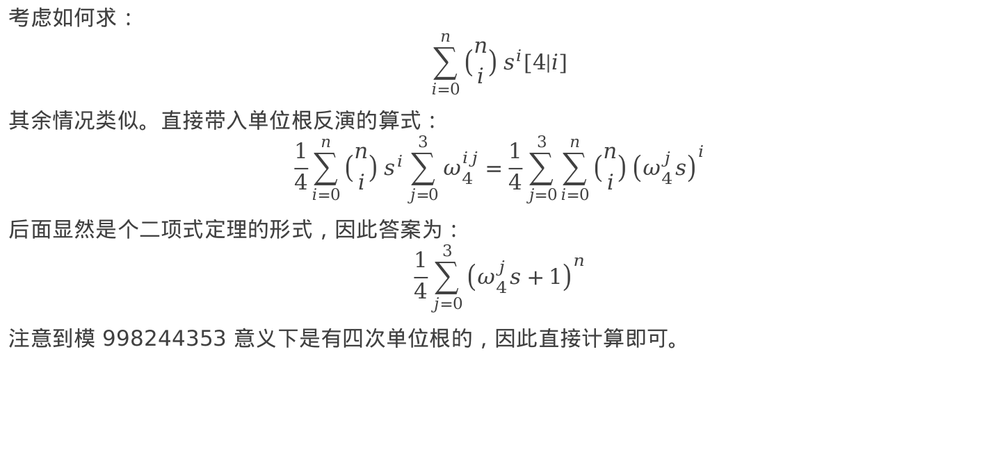 考虑如何求：
$$\sum_{i=0}^{n} \binom{n}{i} s^i [4|i]$$
其余情况类似。直接带入单位根反演的算式：
$$\frac{1}{4} \sum_{i=0}^{n} \binom{n}{i} s^i \sum_{j=0}^{3} \omega_4^{ij} = \frac{1}{4} \sum_{j=0}^{3} \sum_{i=0}^{n} \binom{n}{i} \left(\omega_4^j s\right)^i$$
后面显然是个二项式定理的形式，因此答案为：
$$\frac{1}{4} \sum_{j=0}^{3} \left(\omega_4^j s + 1\right)^n$$
注意到模 998244353 意义下是有四次单位根的，因此直接计算即可。